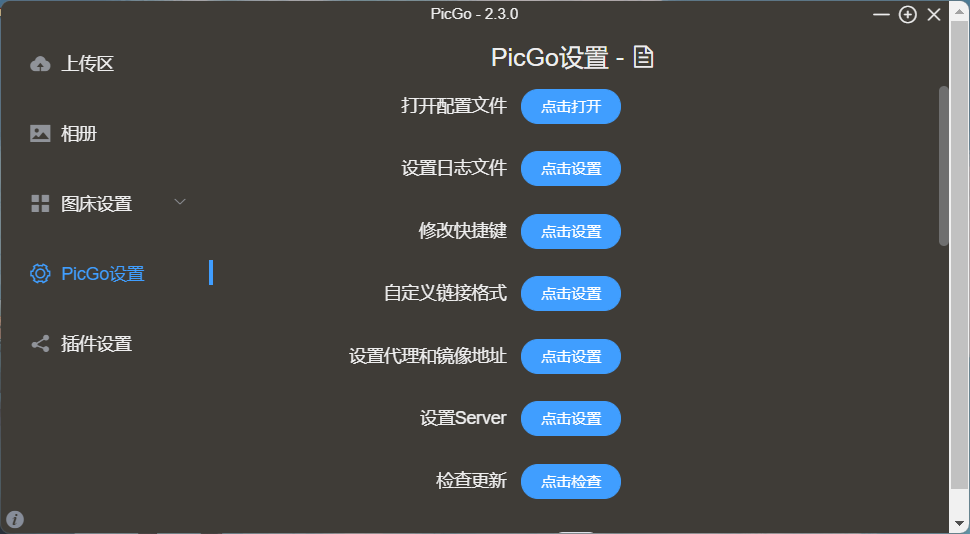 PicGo - 2.3.0
上传区
相册
图床设置
PicGo设置
插件设置
PicGo设置 -
打开配置文件 点击打开
设置日志文件 点击设置
修改快捷键 点击设置
自定义链接格式 点击设置
设置代理和镜像地址 点击设置
设置Server 点击设置
检查更新 点击检查